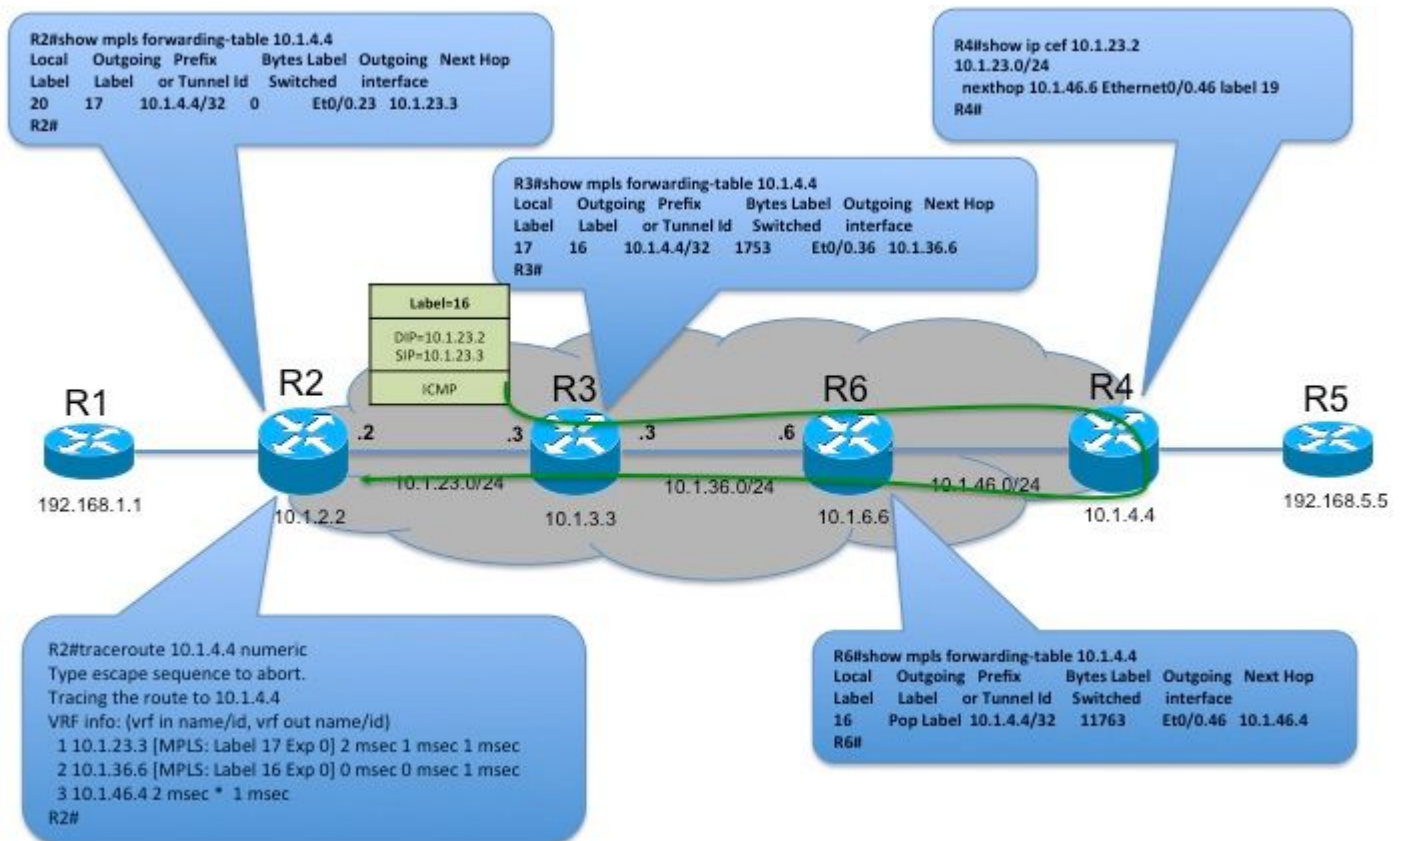 R2#show mpls forwarding-table 10.1.4.4
Local Outgoing Prefix Bytes Label Outgoing Next Hop
Label Label or Tunnel Id Switched interface
20 17 10.1.4.4/32 0 Et0/0.23 10.1.23.3
R2#
R4#show ip cef 10.1.23.2
10.1.23.0/24
nexthop 10.1.46.6 Ethernet0/0.46 label 19
R4#
R3#show mpls forwarding-table 10.1.4.4
Local Outgoing Prefix Bytes Label Outgoing Next Hop
Label Label or Tunnel Id Switched interface
17 16 10.1.4.4/32 1753 Et0/0.36 10.1.36.6
R3#
Label=16
DIP=10.1.23.2
SIP=10.1.23.3
ICMP
R1
R2
R3
R6
R4
R5
.2
.3
.3
.6
192.168.1.1
10.1.2.2
10.1.23.0/24
10.1.3.3
10.1.36.0/24
10.1.6.6
10.1.46.0/24
10.1.4.4
192.168.5.5
R2#traceroute 10.1.4.4 numeric
Type escape sequence to abort.
Tracing the route to 10.1.4.4
VRF info: (vrf in name/id, vrf out name/id)
1 10.1.23.3 [MPLS: Label 17 Exp 0] 2 msec 1 msec 1 msec
2 10.1.36.6 [MPLS: Label 16 Exp 0] 0 msec 0 msec 1 msec
3 10.1.46.4 2 msec * 1 msec
R2#
R6#show mpls forwarding-table 10.1.4.4
Local Outgoing Prefix Bytes Label Outgoing Next Hop
Label Label or Tunnel Id Switched interface
16 Pop Label 10.1.4.4/32 11763 Et0/0.46 10.1.46.4
R6#